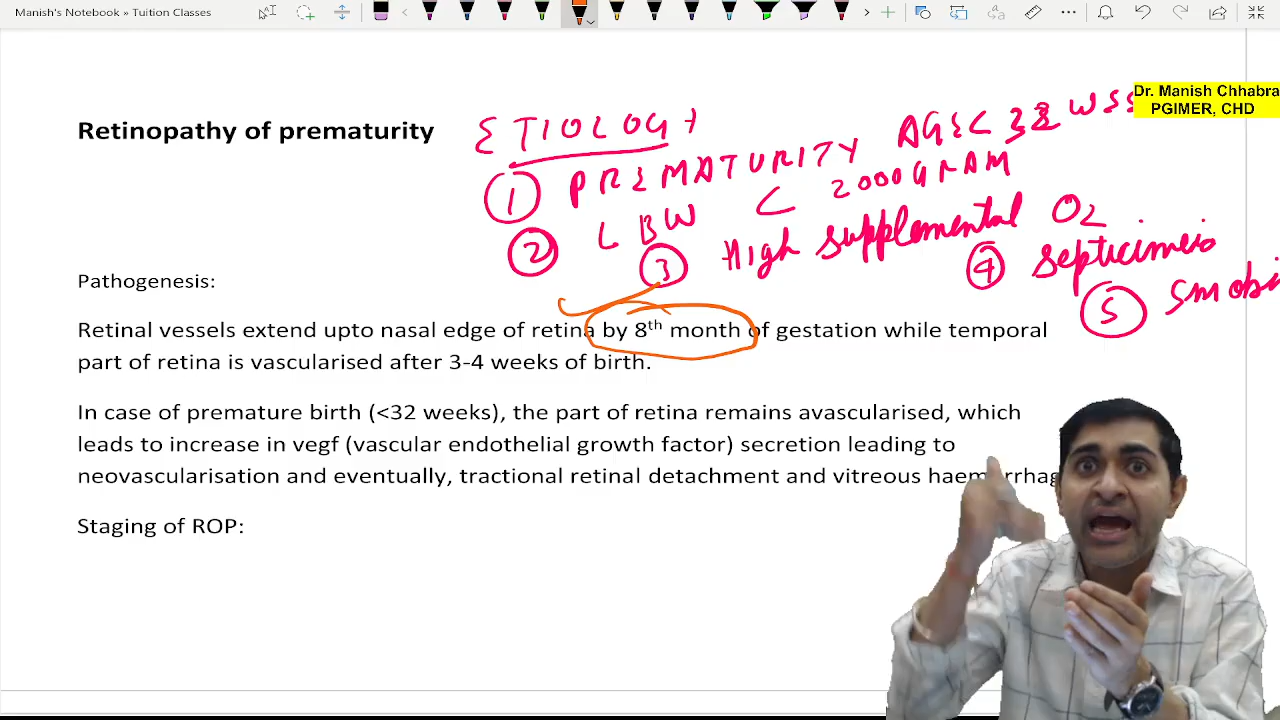 Manish's Notebook » Tuition Classes
Dr. Manish Chhabra
PGIMER, CHD
Retinopathy of prematurity
ETIOLOGY
① PREMATURITY AGE < 32 WSS
② LBW < 2000 GRAM
③ High supplemental O2
④ Septicimeia
⑤ Smoki
Pathogenesis:
Retinal vessels extend upto nasal edge of retina by 8th month of gestation while temporal
part of retina is vascularised after 3-4 weeks of birth.
In case of premature birth (<32 weeks), the part of retina remains avascularised, which
leads to increase in vegf (vascular endothelial growth factor) secretion leading to
neovascularisation and eventually, tractional retinal detachment and vitreous haemorrhag
Staging of ROP: